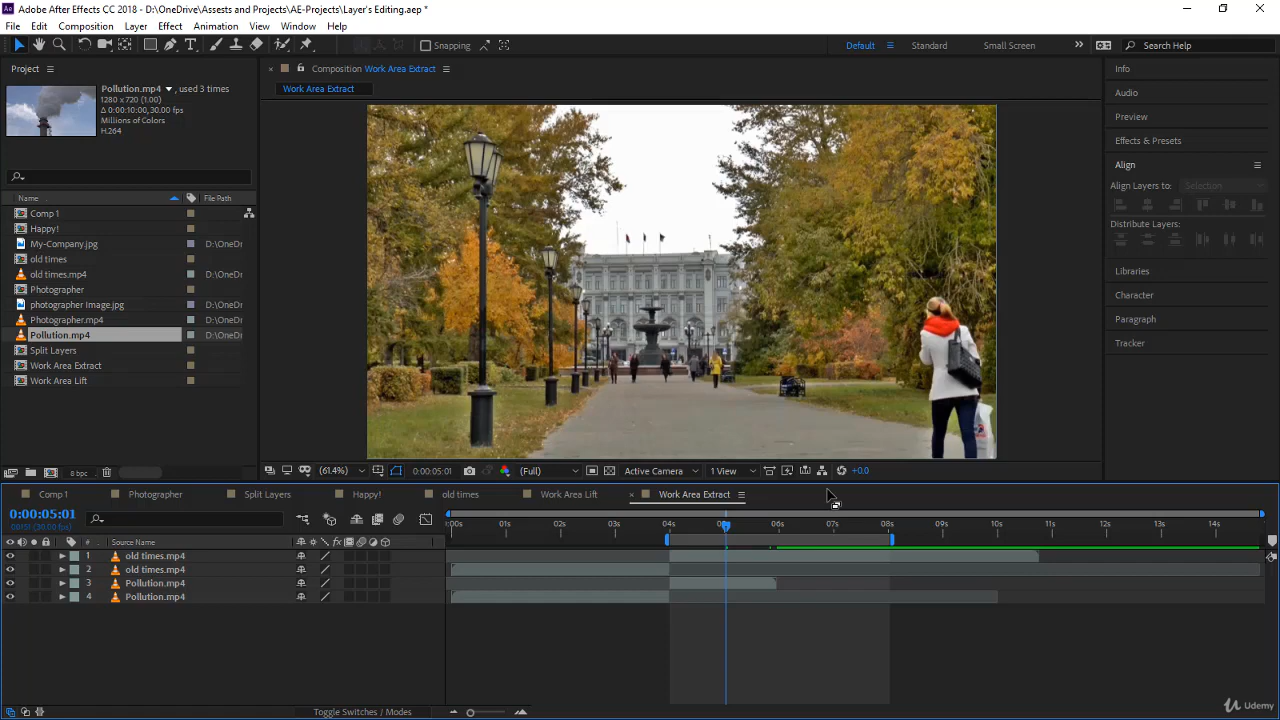 Adobe After Effects CC 2018 - D:\OneDrive\Assests and Projects\AE-Projects\Layer's Editing.aep *
File Edit Composition Layer Effect Animation View Window Help
Snapping Default Standard Small Screen Search Help
Project
Composition Work Area Extract
Info
Work Area Extract
Pollution.mp4 , used 3 times
1280 x 720 (1.00)
Δ 0:00:10:00, 30.00 fps
Millions of Colors
H.264
Audio
Preview
Effects & Presets
Align
Align Layers to: Selection
Distribute Layers:
Libraries
Character
Paragraph
Tracker
Name File Path
Comp 1
Happy!
My-Company.jpg D:\OneDr
old times
old times.mp4 D:\OneDr
Photographer
photographer Image.jpg D:\OneDr
Photographer.mp4 D:\OneDr
Pollution.mp4 D:\OneDr
Split Layers
Work Area Extract
Work Area Lift
8 bpc
(61.4%) 0:00:05:01 (Full) Active Camera 1 View +0.0
Comp 1 Photographer Split Layers Happy! old times Work Area Lift Work Area Extract
0:00:05:01
:00s 01s 02s 03s 04s 06s 07s 08s 09s 10s 11s 12s 13s 14s
# Source Name
1 old times.mp4
2 old times.mp4
3 Pollution.mp4
4 Pollution.mp4
Toggle Switches / Modes
Udemy